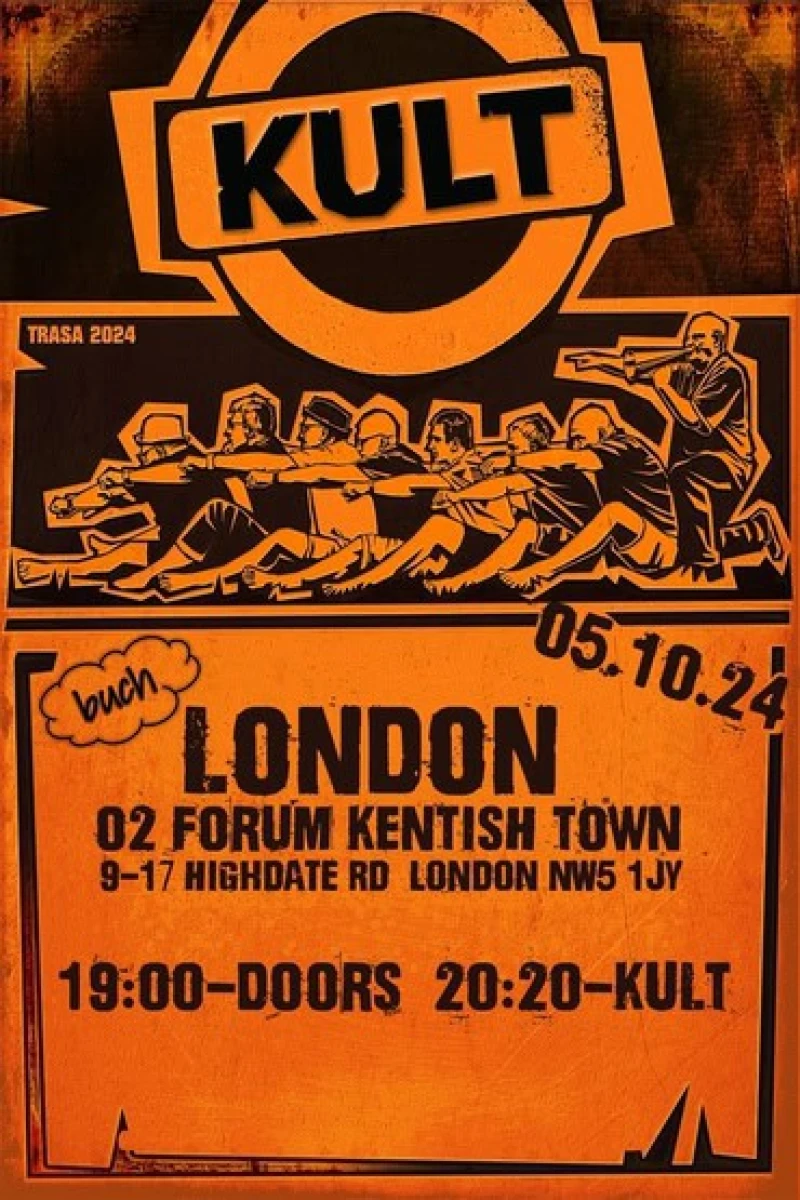 KULT
TRASA 2024
05.10.24
buch
LONDON
O2 FORUM KENTISH TOWN
9-17 HIGHDATE RD LONDON NW5 1JY
19:00-DOORS 20:20-KULT